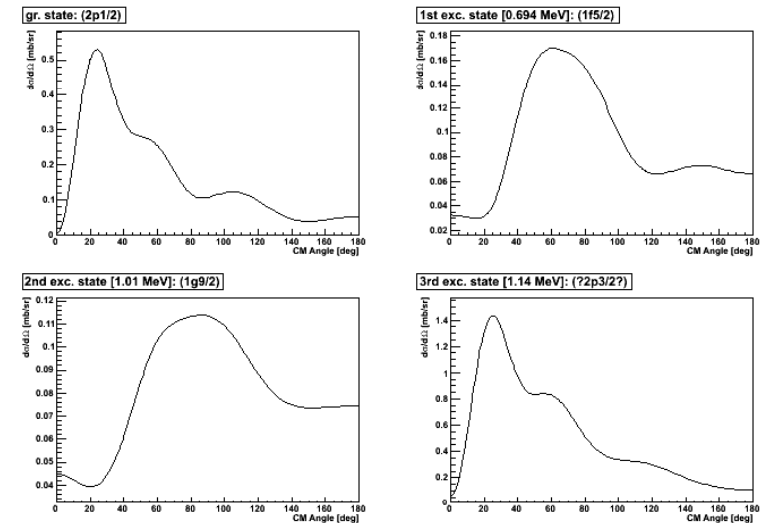 gr. state: (2p1/2)
dσ/dΩ [mb/sr]
0.5
0.4
0.3
0.2
0.1
0
0 20 40 60 80 100 120 140 160 180
CM Angle [deg]
1st exc. state [0.694 MeV]: (1f5/2)
dσ/dΩ [mb/sr]
0.18
0.16
0.14
0.12
0.1
0.08
0.06
0.04
0.02
0 20 40 60 80 100 120 140 160 180
CM Angle [deg]
2nd exc. state [1.01 MeV]: (1g9/2)
dσ/dΩ [mb/sr]
0.12
0.11
0.1
0.09
0.08
0.07
0.06
0.05
0.04
0 20 40 60 80 100 120 140 160 180
CM Angle [deg]
3rd exc. state [1.14 MeV]: (?2p3/2?)
dσ/dΩ [mb/sr]
1.4
1.2
1
0.8
0.6
0.4
0.2
0
0 20 40 60 80 100 120 140 160 180
CM Angle [deg]